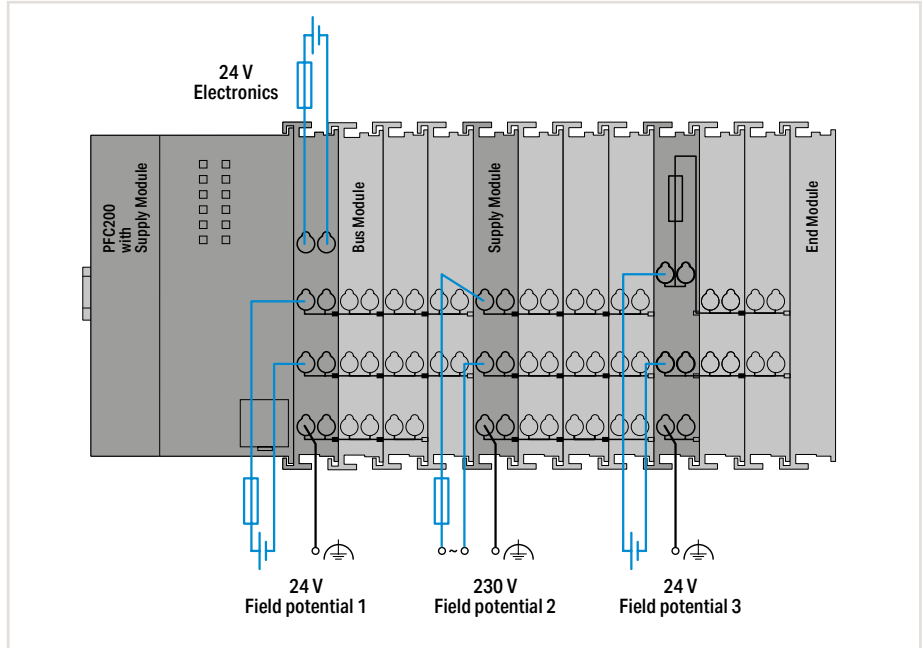 24 V
Electronics
PFC200
with
Supply Module
Bus Module
Supply Module
End Module
~
24 V
Field potential 1
230 V
Field potential 2
24 V
Field potential 3